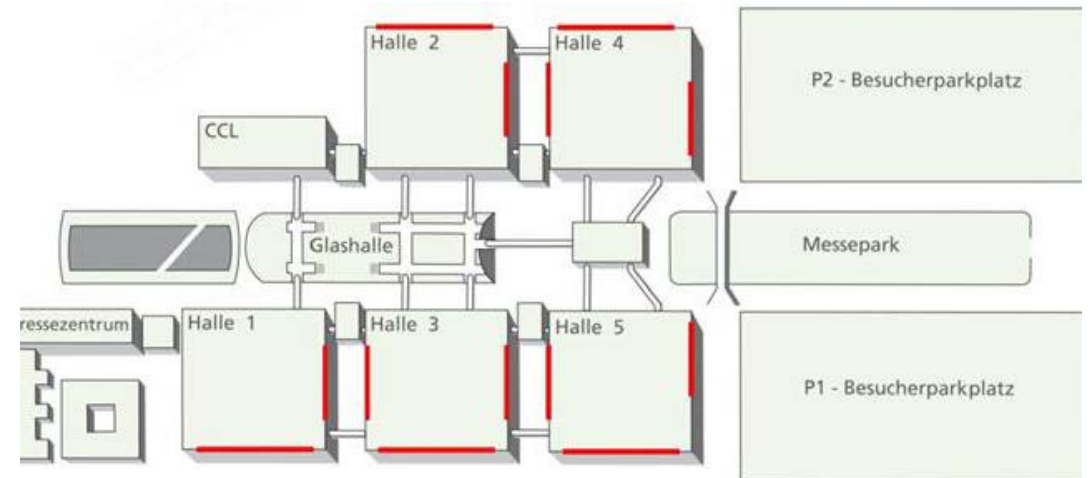 Halle 2
Halle 4
P2 - Besucherparkplatz
CCL
Glashalle
Messepark
ressezentrum
Halle 1
Halle 3
Halle 5
P1 - Besucherparkplatz